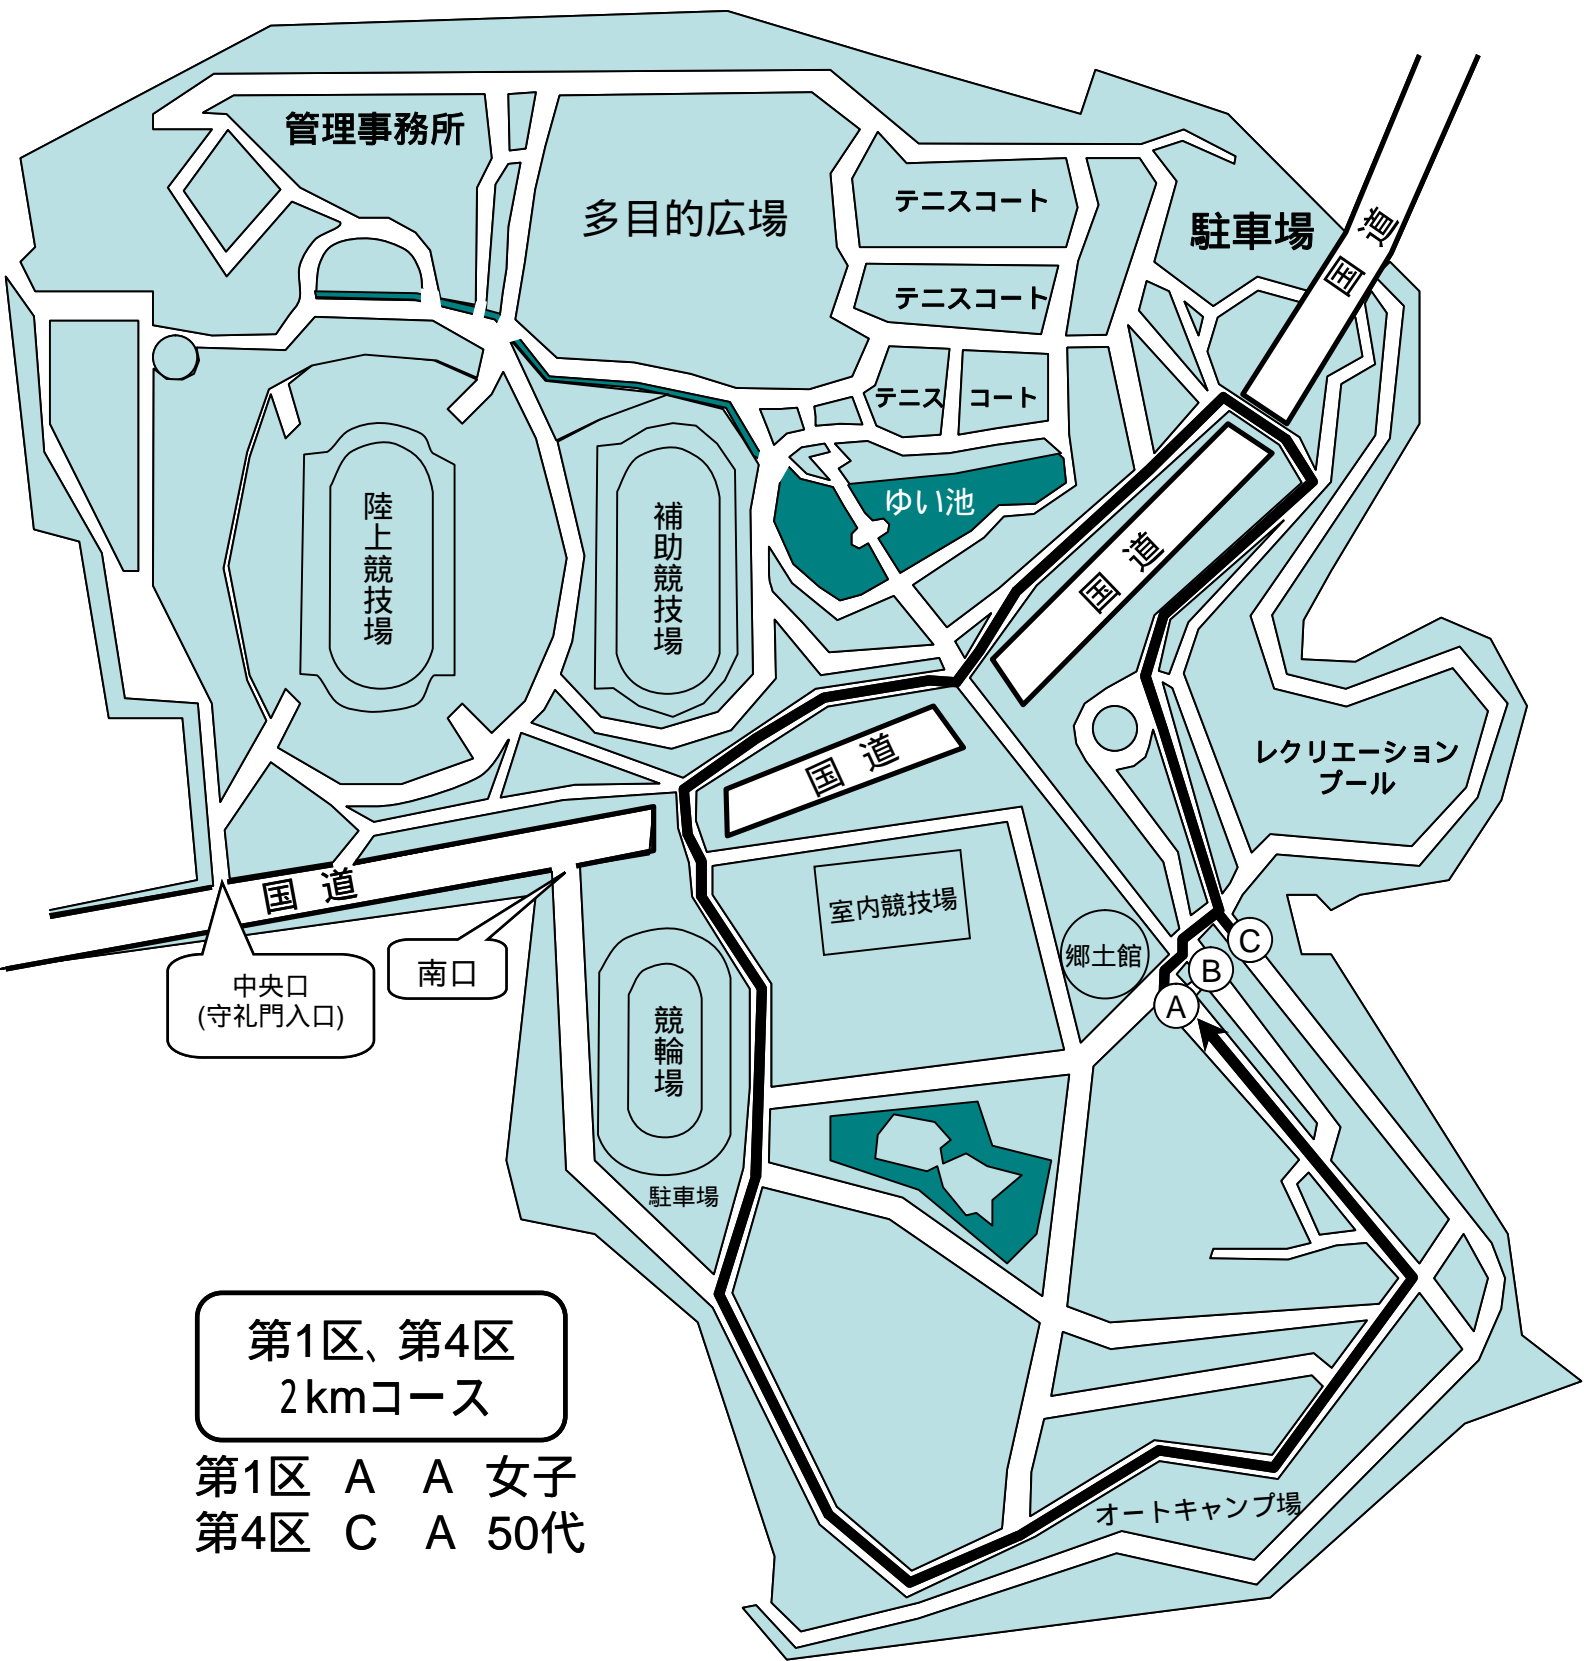 管理事務所
多目的広場
テニスコート
駐車場
国道
テニスコート
テニス
コート
陸上競技場
補助競技場
ゆい池
国道
国道
レクリエーション
プール
国道
室内競技場
郷土館
C
B
A
中央口
(守礼門入口)
南口
競輪場
駐車場
オートキャンプ場
第1区、第4区
2kmコース
第1区 A A 女子
第4区 C A 50代